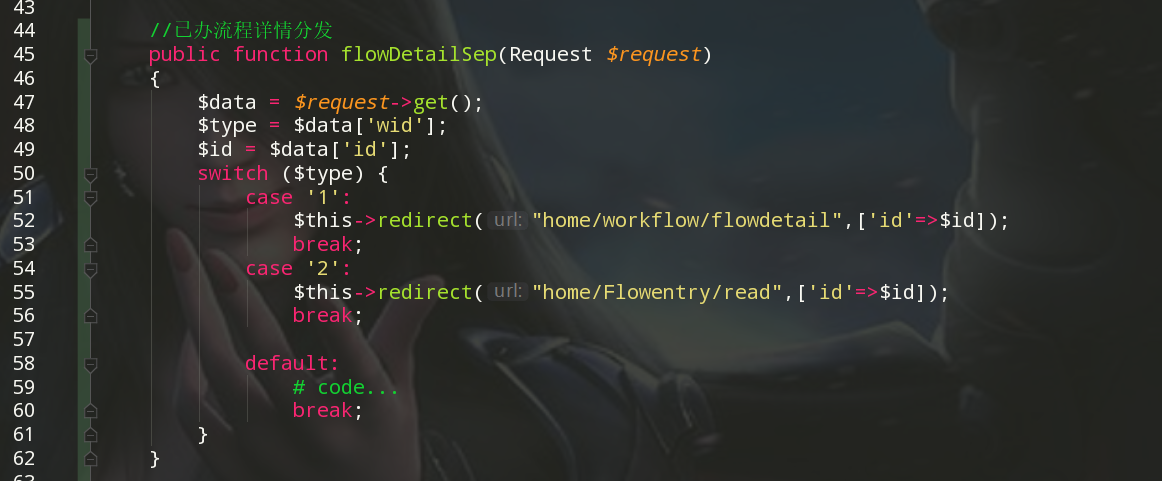 43
44 //已办流程详情分发
45 public function flowDetailSep(Request $request)
46 {
47 $data = $request->get();
48 $type = $data['wid'];
49 $id = $data['id'];
50 switch ($type) {
51 case '1':
52 $this->redirect( url: "home/workflow/flowdetail",['id'=>$id]);
53 break;
54 case '2':
55 $this->redirect( url: "home/Flowentry/read",['id'=>$id]);
56 break;
57
58 default:
59 # code...
60 break;
61 }
62 }
63